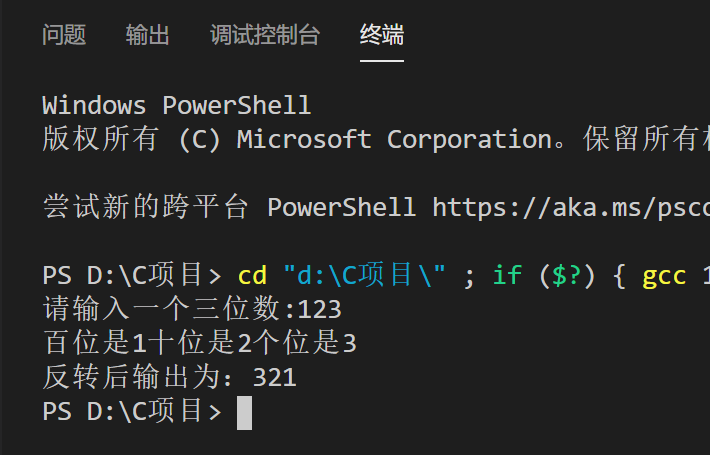 问题 输出 调试控制台 终端
Windows PowerShell
版权所有 (C) Microsoft Corporation。保留所有
尝试新的跨平台 PowerShell https://aka.ms/psco
PS D:\C项目> cd "d:\C项目\" ; if ($?) { gcc 1
请输入一个三位数:123
百位是1十位是2个位是3
反转后输出为: 321
PS D:\C项目>